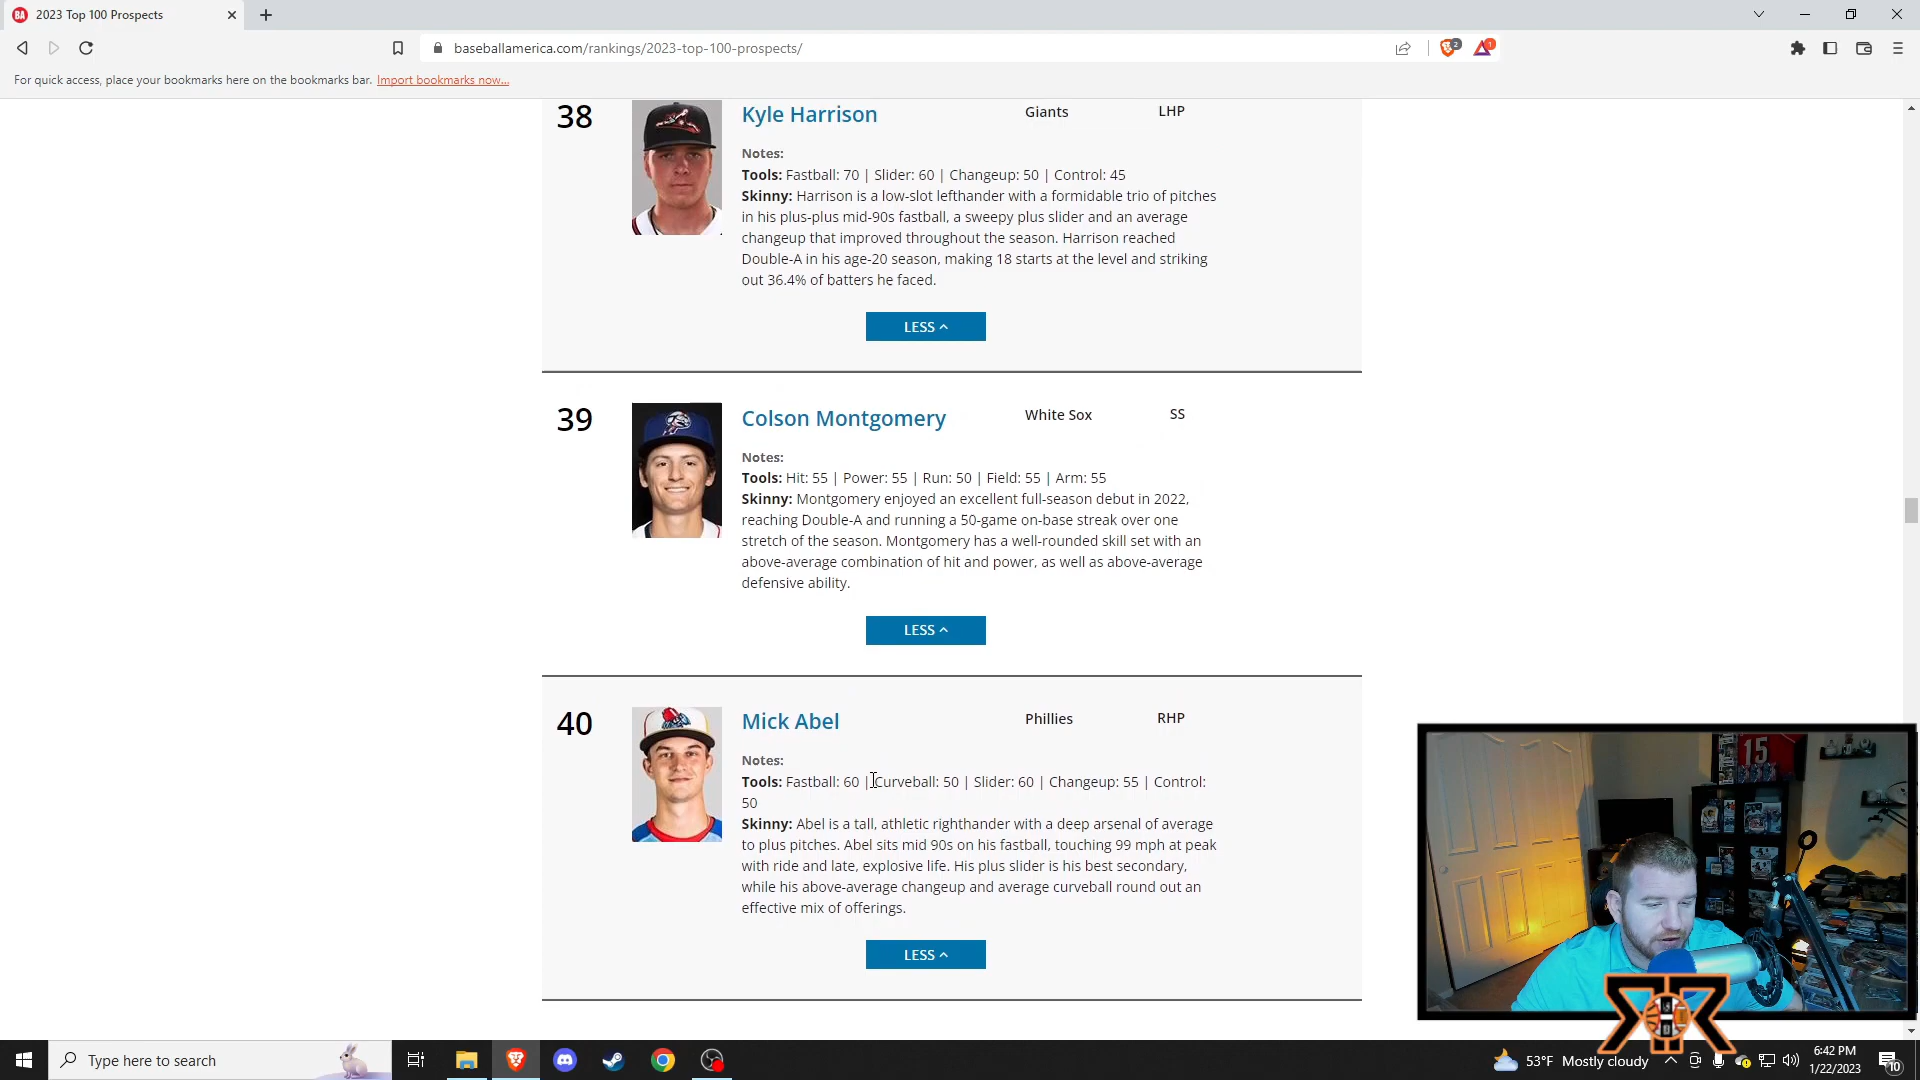 2023 Top 100 Prospects
baseballamerica.com/rankings/2023-top-100-prospects/
2
1
For quick access, place your bookmarks here on the bookmarks bar. Import bookmarks now...
38
Kyle Harrison
Giants
LHP
Notes:
Tools: Fastball: 70 | Slider: 60 | Changeup: 50 | Control: 45
Skinny: Harrison is a low-slot lefthander with a formidable trio of pitches
in his plus-plus mid-90s fastball, a sweepy plus slider and an average
changeup that improved throughout the season. Harrison reached
Double-A in his age-20 season, making 18 starts at the level and striking
out 36.4% of batters he faced.
LESS
39
Colson Montgomery
White Sox
SS
Notes:
Tools: Hit: 55 | Power: 55 | Run: 50 | Field: 55 | Arm: 55
Skinny: Montgomery enjoyed an excellent full-season debut in 2022,
reaching Double-A and running a 50-game on-base streak over one
stretch of the season. Montgomery has a well-rounded skill set with an
above-average combination of hit and power, as well as above-average
defensive ability.
LESS
40
Mick Abel
Phillies
RHP
Notes:
Tools: Fastball: 60 | Curveball: 50 | Slider: 60 | Changeup: 55 | Control:
50
Skinny: Abel is a tall, athletic righthander with a deep arsenal of average
to plus pitches. Abel sits mid 90s on his fastball, touching 99 mph at peak
with ride and late, explosive life. His plus slider is his best secondary,
while his above-average changeup and average curveball round out an
effective mix of offerings.
LESS
15
Type here to search
53°F Mostly cloudy
6:42 PM
1/22/2023
10